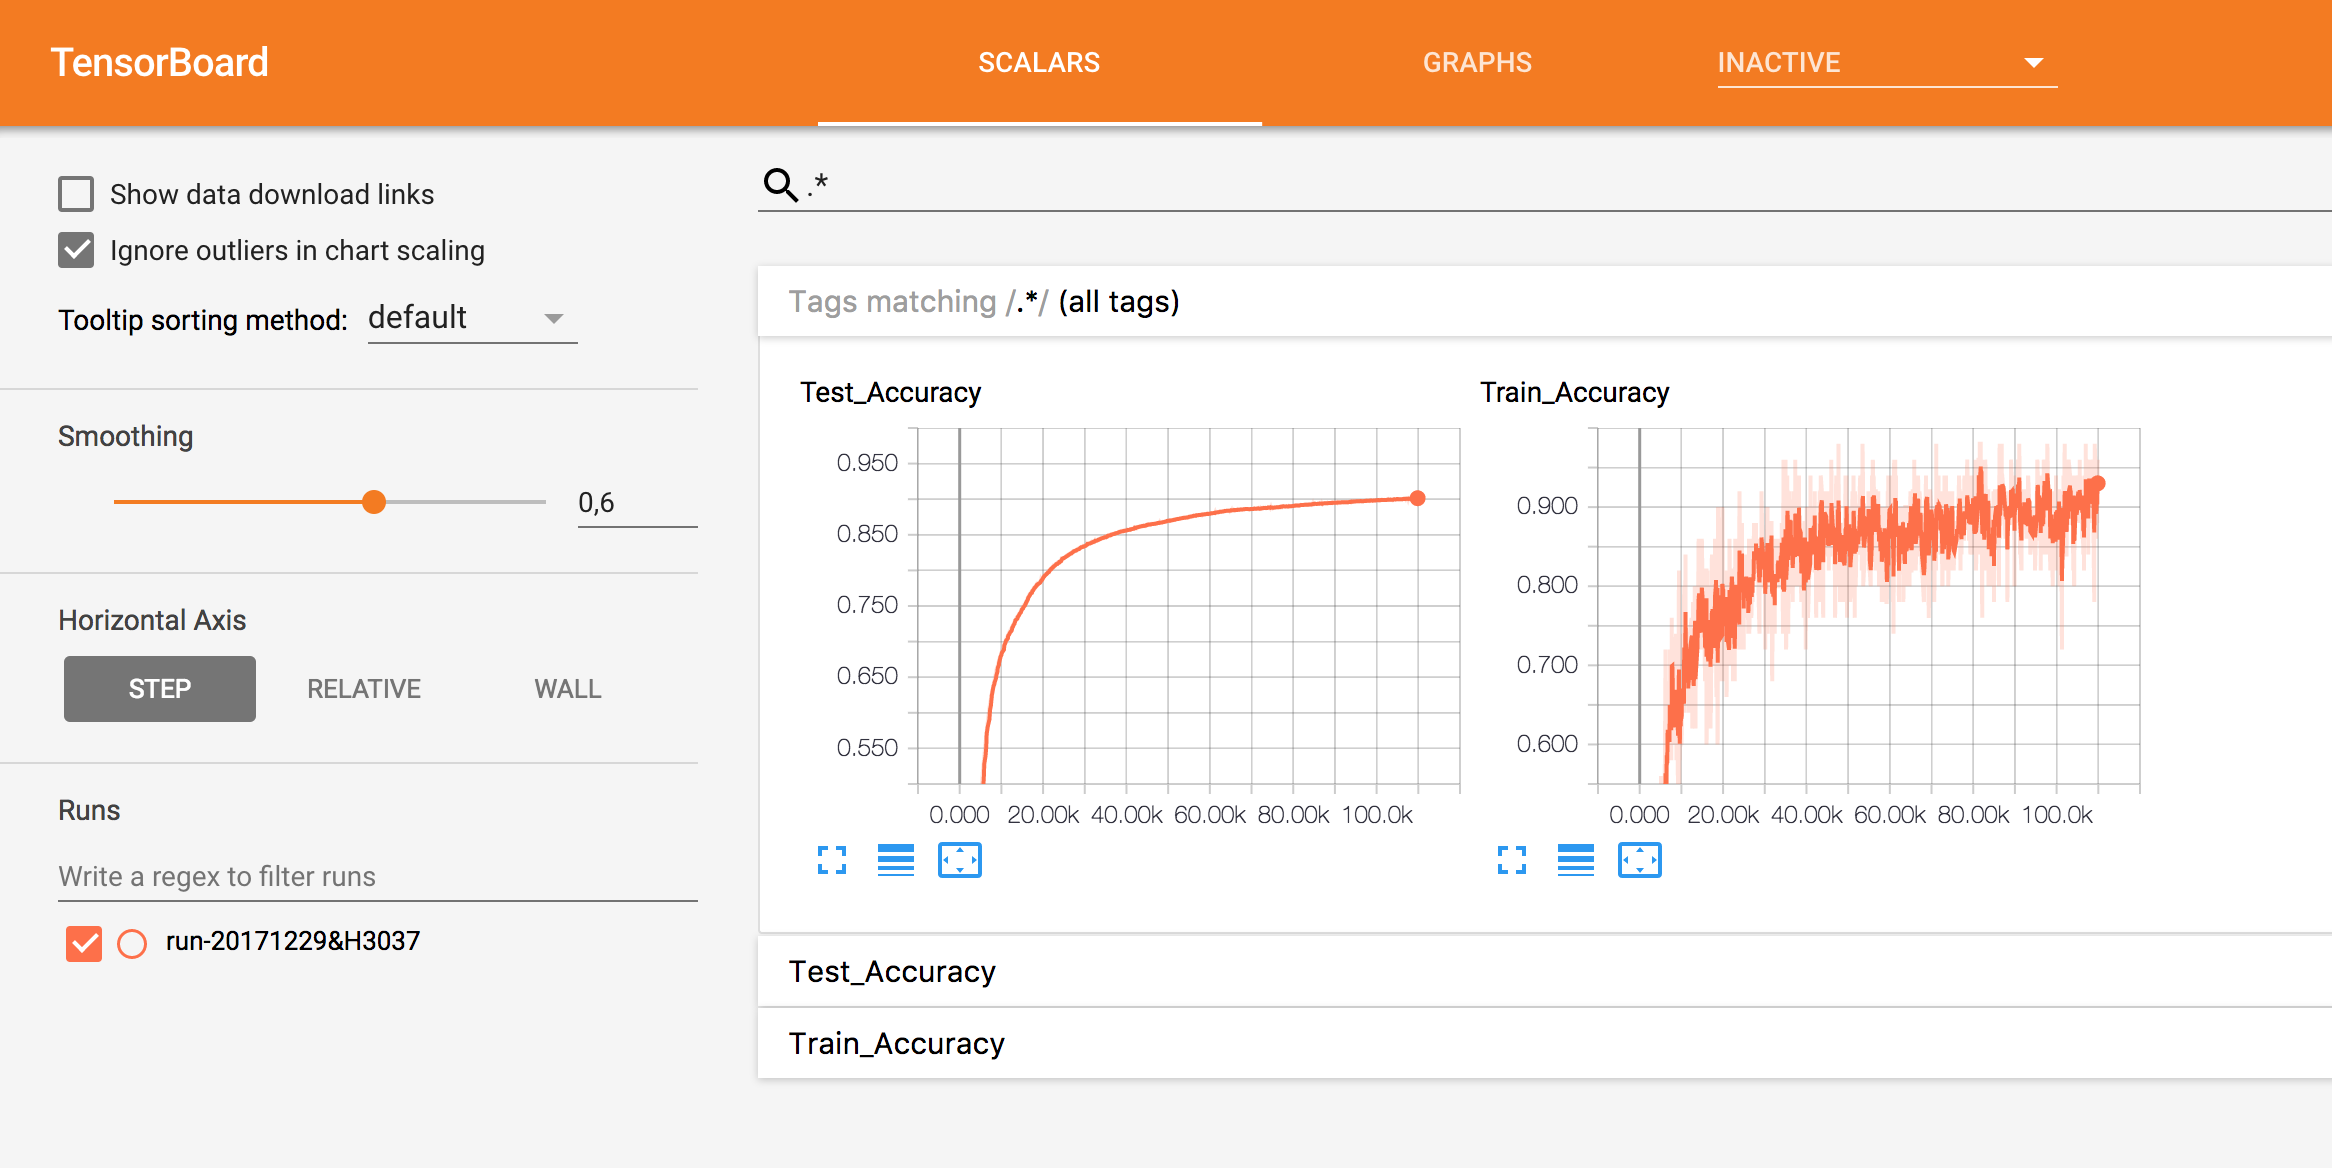 TensorBoard SCALARS GRAPHS INACTIVE
Show data download links
Ignore outliers in chart scaling
Tooltip sorting method: default
Smoothing
0,6
Horizontal Axis
STEP RELATIVE WALL
Runs
Write a regex to filter runs
run-20171229&H3037
.*
Tags matching /.*/ (all tags)
Test_Accuracy
0.950
0.850
0.750
0.650
0.550
0.000 20.00k 40.00k 60.00k 80.00k 100.0k
Train_Accuracy
0.900
0.800
0.700
0.600
0.000 20.00k 40.00k 60.00k 80.00k 100.0k
Test_Accuracy
Train_Accuracy